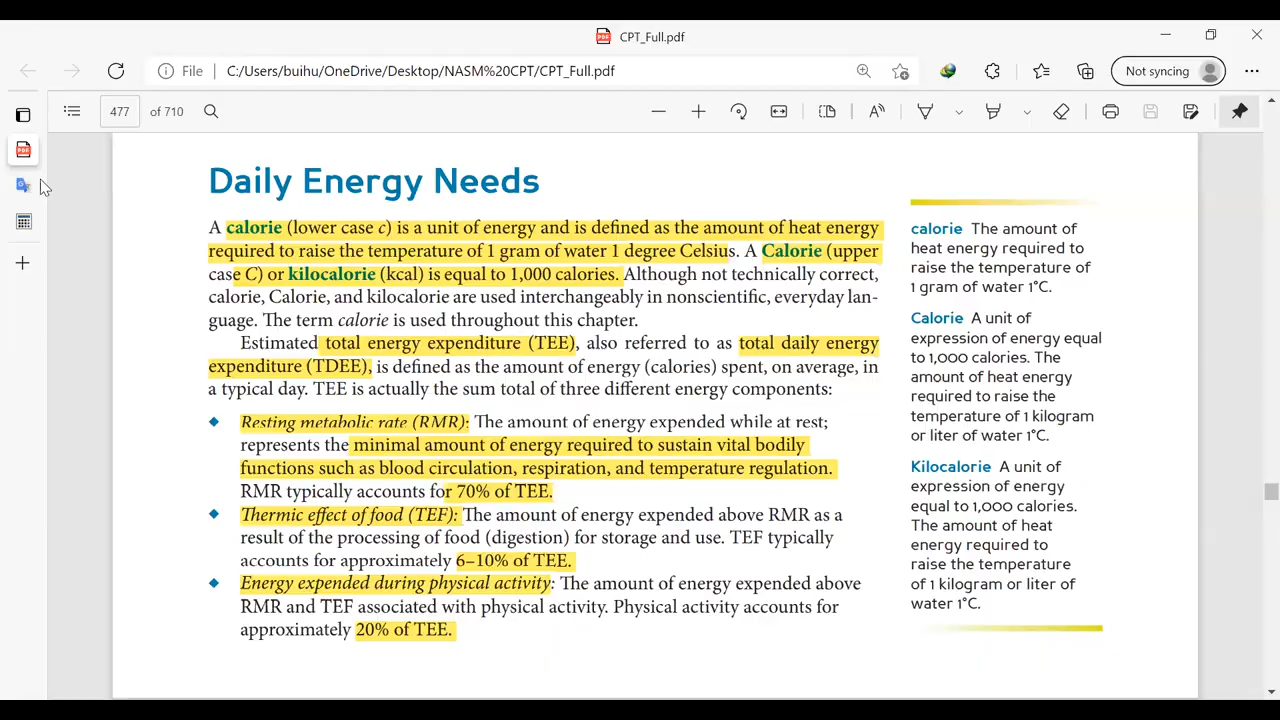 CPT_Full.pdf
File
C:/Users/buihu/OneDrive/Desktop/NASM%20CPT/CPT_Full.pdf
Not syncing
477 of 710
Daily Energy Needs
A calorie (lower case c) is a unit of energy and is defined as the amount of heat energy
required to raise the temperature of 1 gram of water 1 degree Celsius. A Calorie (upper
case C) or kilocalorie (kcal) is equal to 1,000 calories. Although not technically correct,
calorie, Calorie, and kilocalorie are used interchangeably in nonscientific, everyday lan-
guage. The term calorie is used throughout this chapter.
Estimated total energy expenditure (TEE), also referred to as total daily energy
expenditure (TDEE), is defined as the amount of energy (calories) spent, on average, in
a typical day. TEE is actually the sum total of three different energy components:
Resting metabolic rate (RMR): The amount of energy expended while at rest;
represents the minimal amount of energy required to sustain vital bodily
functions such as blood circulation, respiration, and temperature regulation.
RMR typically accounts for 70% of TEE.
Thermic effect of food (TEF): The amount of energy expended above RMR as a
result of the processing of food (digestion) for storage and use. TEF typically
accounts for approximately 6–10% of TEE.
Energy expended during physical activity: The amount of energy expended above
RMR and TEF associated with physical activity. Physical activity accounts for
approximately 20% of TEE.
calorie The amount of
heat energy required to
raise the temperature of
1 gram of water 1°C.
Calorie A unit of
expression of energy equal
to 1,000 calories. The
amount of heat energy
required to raise the
temperature of 1 kilogram
or liter of water 1°C.
Kilocalorie A unit of
expression of energy
equal to 1,000 calories.
The amount of heat
energy required to
raise the temperature
of 1 kilogram or liter of
water 1°C.